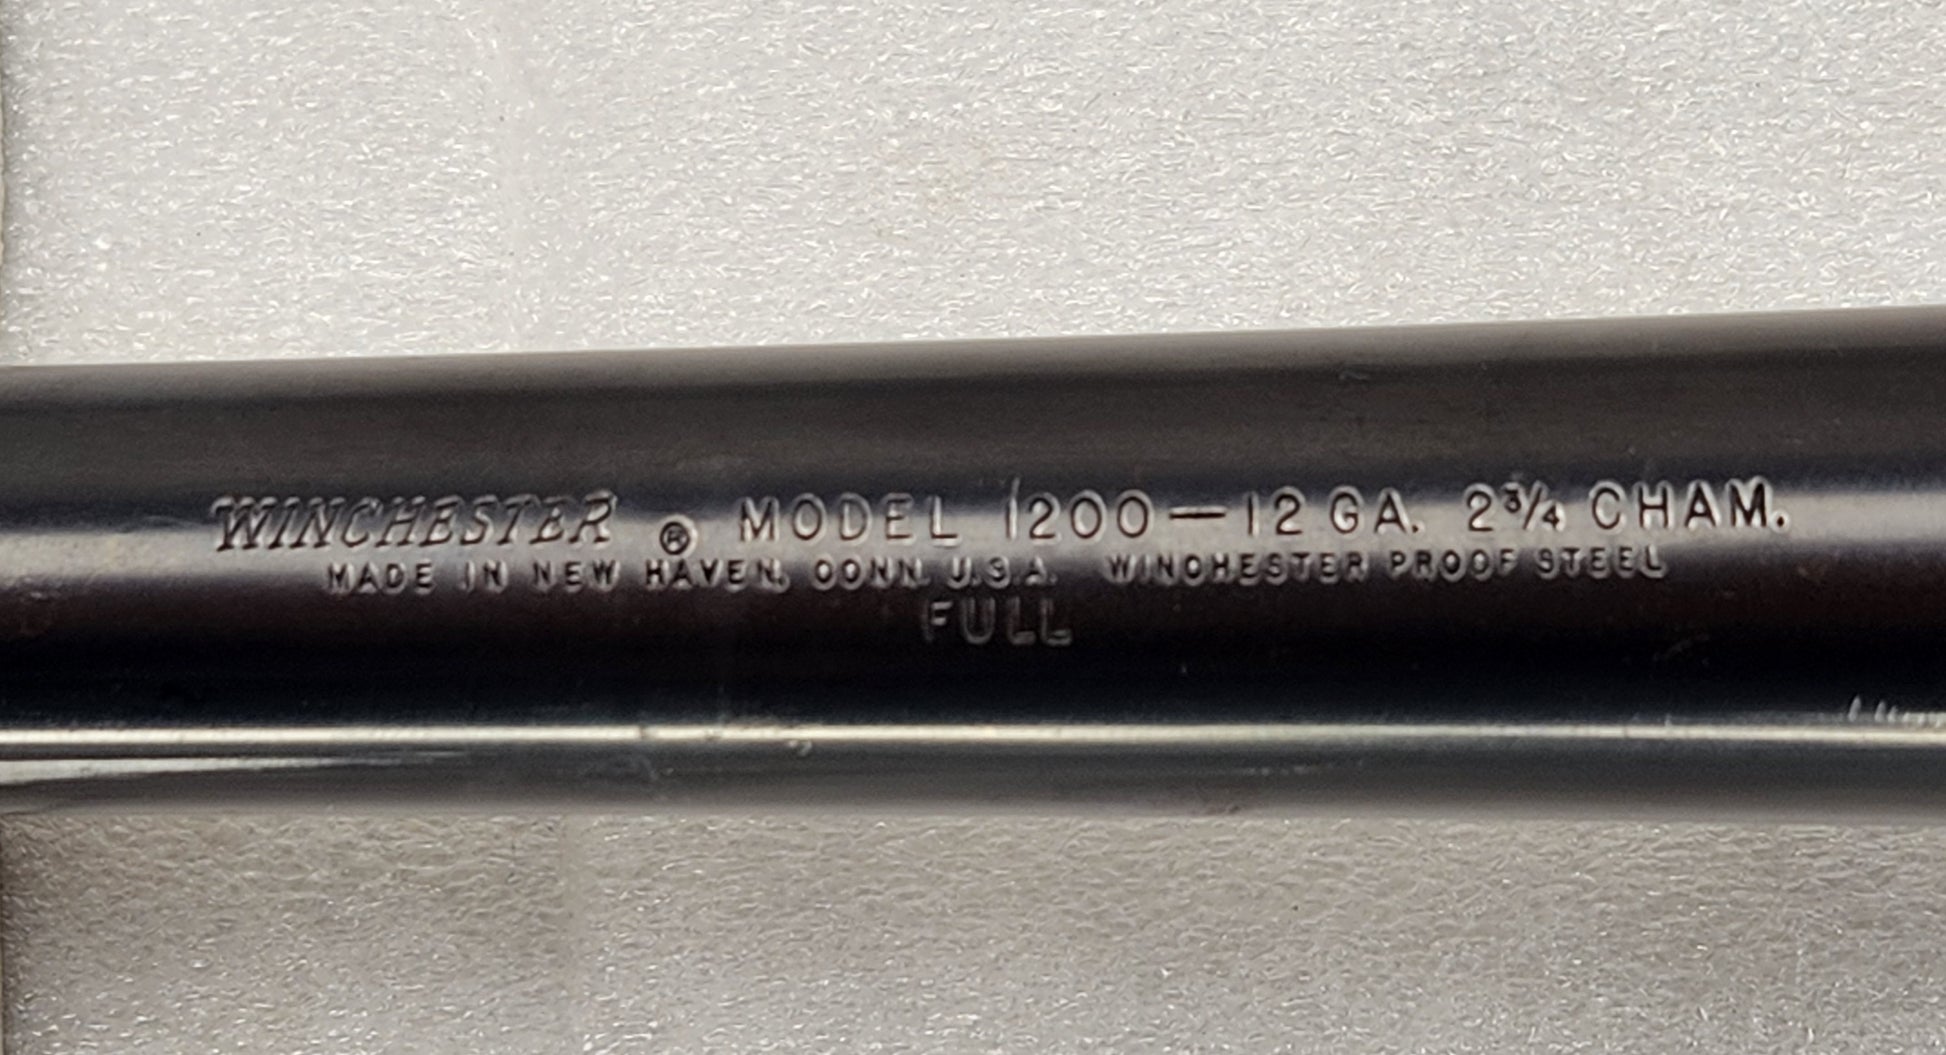 WINCHESTER ® MODEL 1200—12 GA. 2¾ CHAM.
MADE IN NEW HAVEN, CONN. U.S.A. WINCHESTER PROOF STEEL
FULL